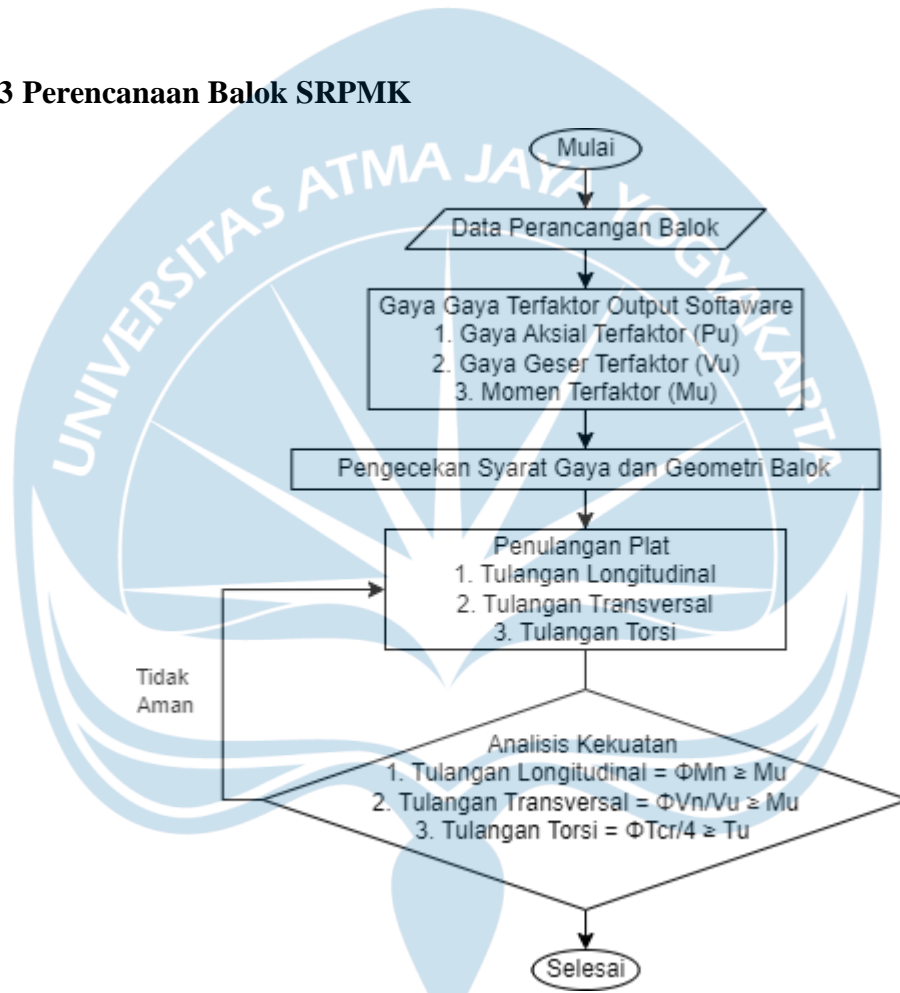 3 Perencanaan Balok SRPMK
UNIVERSITAS ATMA JAYA YOGYAKARTA
Mulai
Data Perancangan Balok
Gaya Gaya Terfaktor Output Softaware
1. Gaya Aksial Terfaktor (Pu)
2. Gaya Geser Terfaktor (Vu)
3. Momen Terfaktor (Mu)
Pengecekan Syarat Gaya dan Geometri Balok
Penulangan Plat
1. Tulangan Longitudinal
2. Tulangan Transversal
3. Tulangan Torsi
Tidak
Aman
Analisis Kekuatan
1. Tulangan Longitudinal = ΦMn ≥ Mu
2. Tulangan Transversal = ΦVn/Vu ≥ Mu
3. Tulangan Torsi = ΦTcr/4 ≥ Tu
Selesai